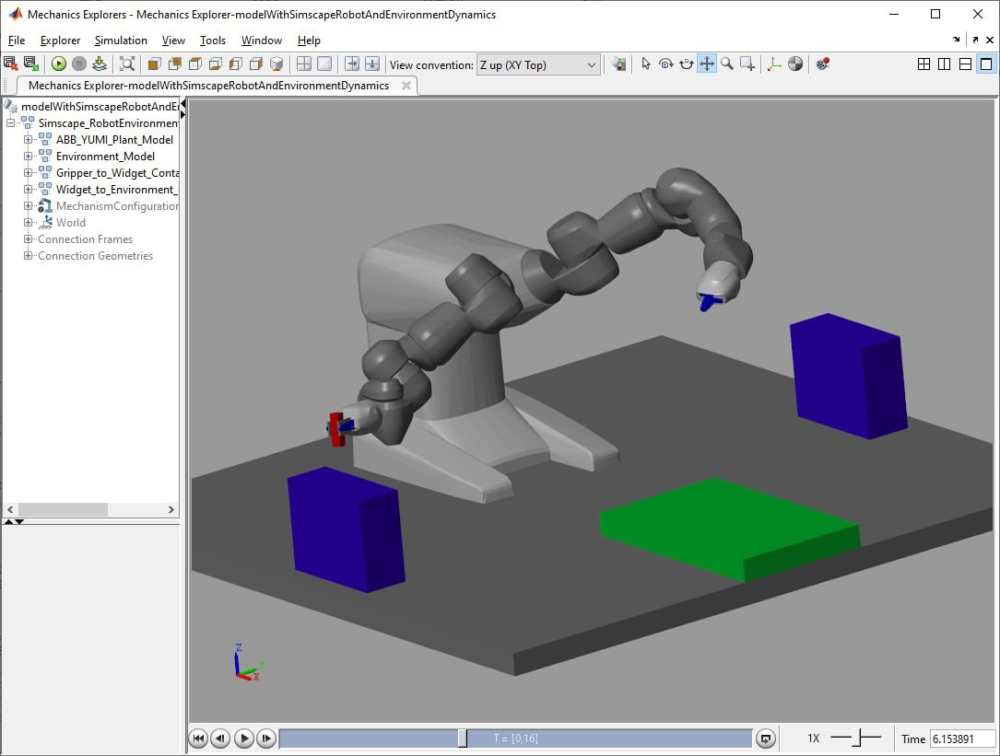 Mechanics Explorers - Mechanics Explorer-modelWithSimscapeRobotAndEnvironmentDynamics
File Explorer Simulation View Tools Window Help
View convention: Z up (XY Top)
Mechanics Explorer-modelWithSimscapeRobotAndEnvironmentDynamics
modelWithSimscapeRobotAndEn
Simscape_RobotEnvironment
ABB_YUMI_Plant_Model
Environment_Model
Gripper_to_Widget_Conta
Widget_to_Environment_
MechanismConfiguration
World
Connection Frames
Connection Geometries
Z
Y
X
T = [0,16]
1X
Time 6.153891